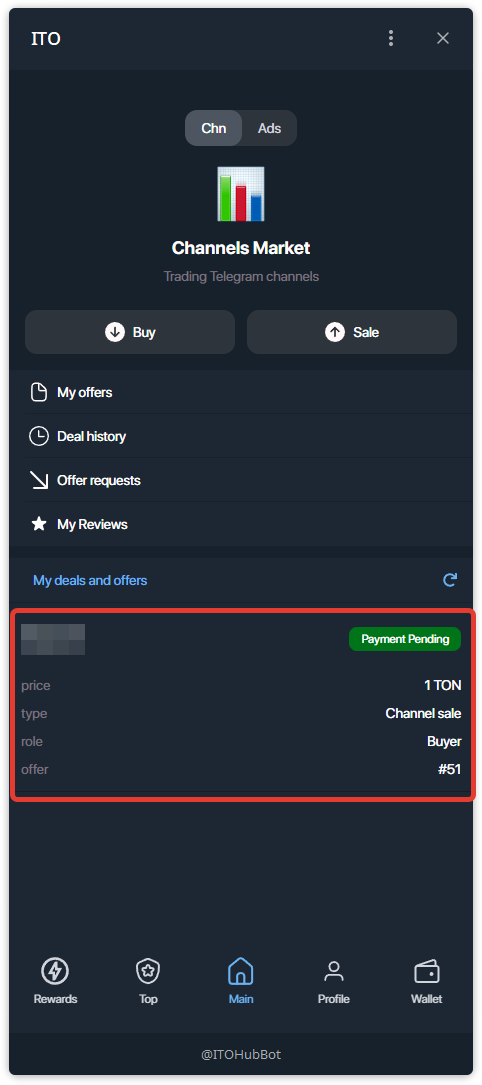 ITO
Chn Ads
Channels Market
Trading Telegram channels
Buy Sale
My offers
Deal history
Offer requests
My Reviews
My deals and offers
Payment Pending
price 1 TON
type Channel sale
role Buyer
offer #51
Rewards Top Main Profile Wallet
@ITOHubBot